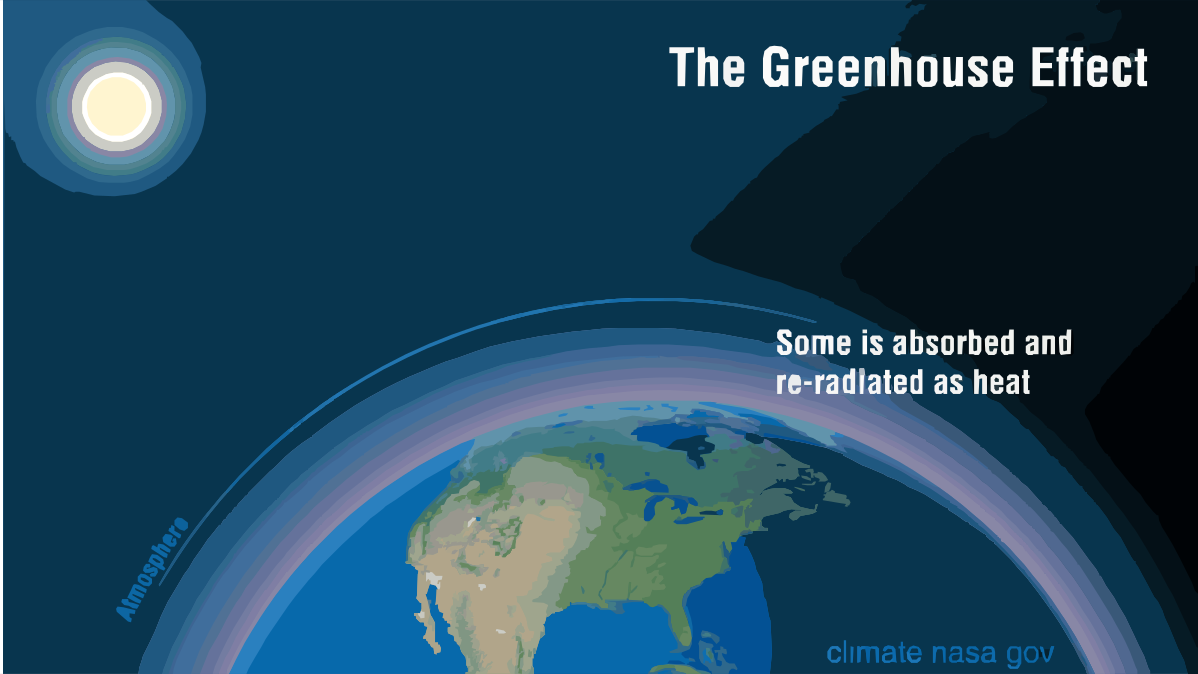 The Greenhouse Effect
Some is absorbed and
re-radiated as heat
Atmosphere
climate nasa gov